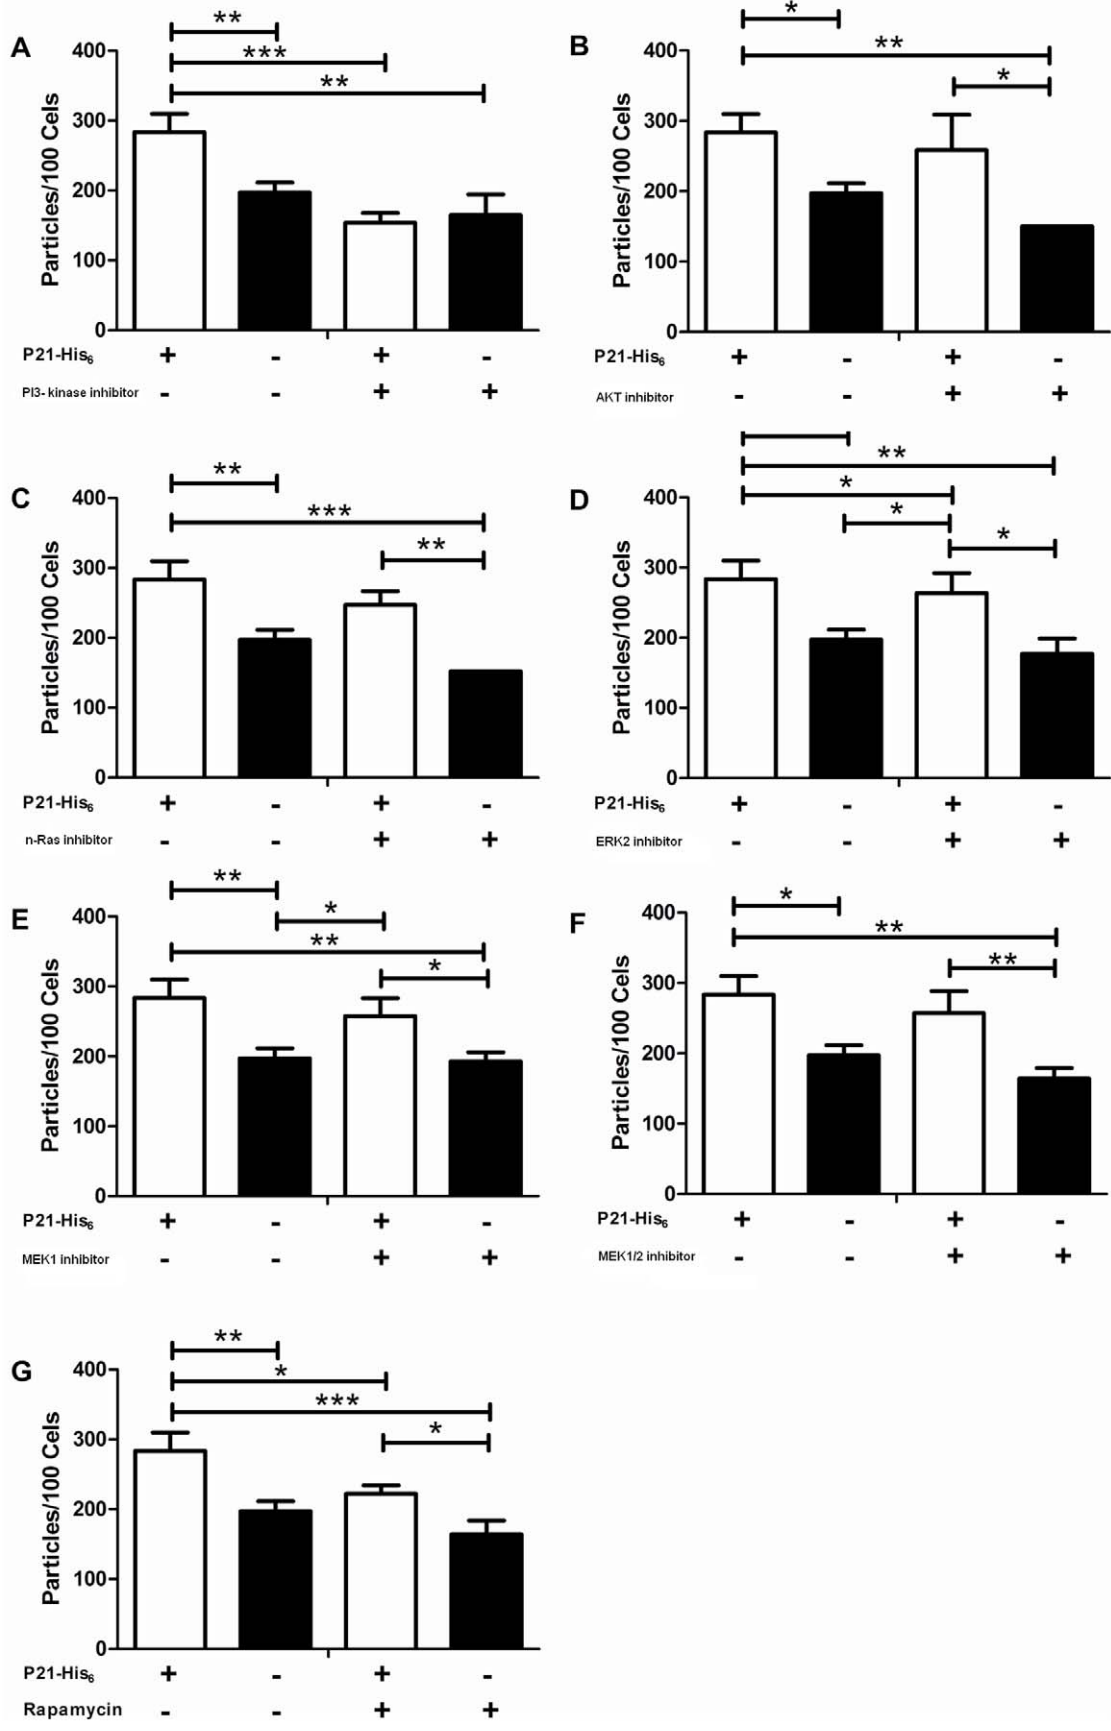 A
**
***
**
400
300
200
100
0
Particles/100 Cels
P21-His6 + - + -
PI3- kinase inhibitor - - + +
B
*
**
*
400
300
200
100
0
Particles/100 Cels
P21-His6 + - + -
AKT inhibitor - - + +
C
**
***
**
400
300
200
100
0
Particles/100 Cels
P21-His6 + - + -
n-Ras inhibitor - - + +
D
**
*
*
*
400
300
200
100
0
Particles/100 Cels
P21-His6 + - + -
ERK2 inhibitor - - + +
E
**
*
**
*
400
300
200
100
0
Particles/100 Cels
P21-His6 + - + -
MEK1 inhibitor - - + +
F
*
**
**
400
300
200
100
0
Particles/100 Cels
P21-His6 + - + -
MEK1/2 inhibitor - - + +
G
**
*
***
*
400
300
200
100
0
Particles/100 Cels
P21-His6 + - + -
Rapamycin - - + +